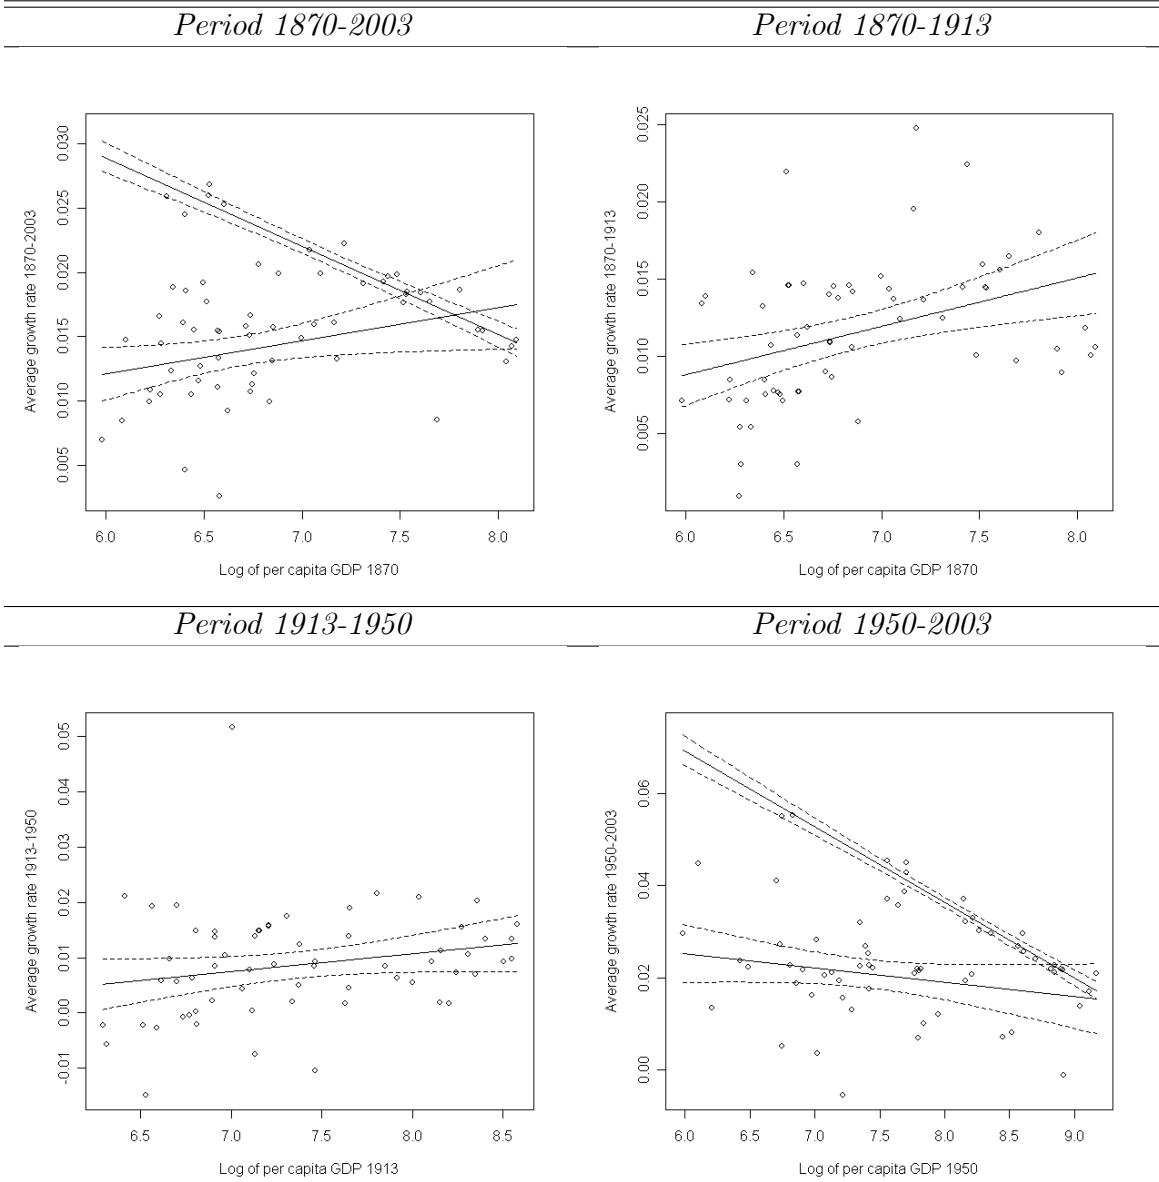 Period 1870-2003
Period 1870-1913
0.030
0.025
0.020
0.015
0.010
0.005
Average growth rate 1870-2003
6.0 6.5 7.0 7.5 8.0
Log of per capita GDP 1870
0.025
0.020
0.015
0.010
0.005
Average growth rate 1870-1913
6.0 6.5 7.0 7.5 8.0
Log of per capita GDP 1870
Period 1913-1950
Period 1950-2003
0.05
0.04
0.03
0.02
0.01
0.00
-0.01
Average growth rate 1913-1950
6.5 7.0 7.5 8.0 8.5
Log of per capita GDP 1913
0.06
0.04
0.02
0.00
Average growth rate 1950-2003
6.0 6.5 7.0 7.5 8.0 8.5 9.0
Log of per capita GDP 1950